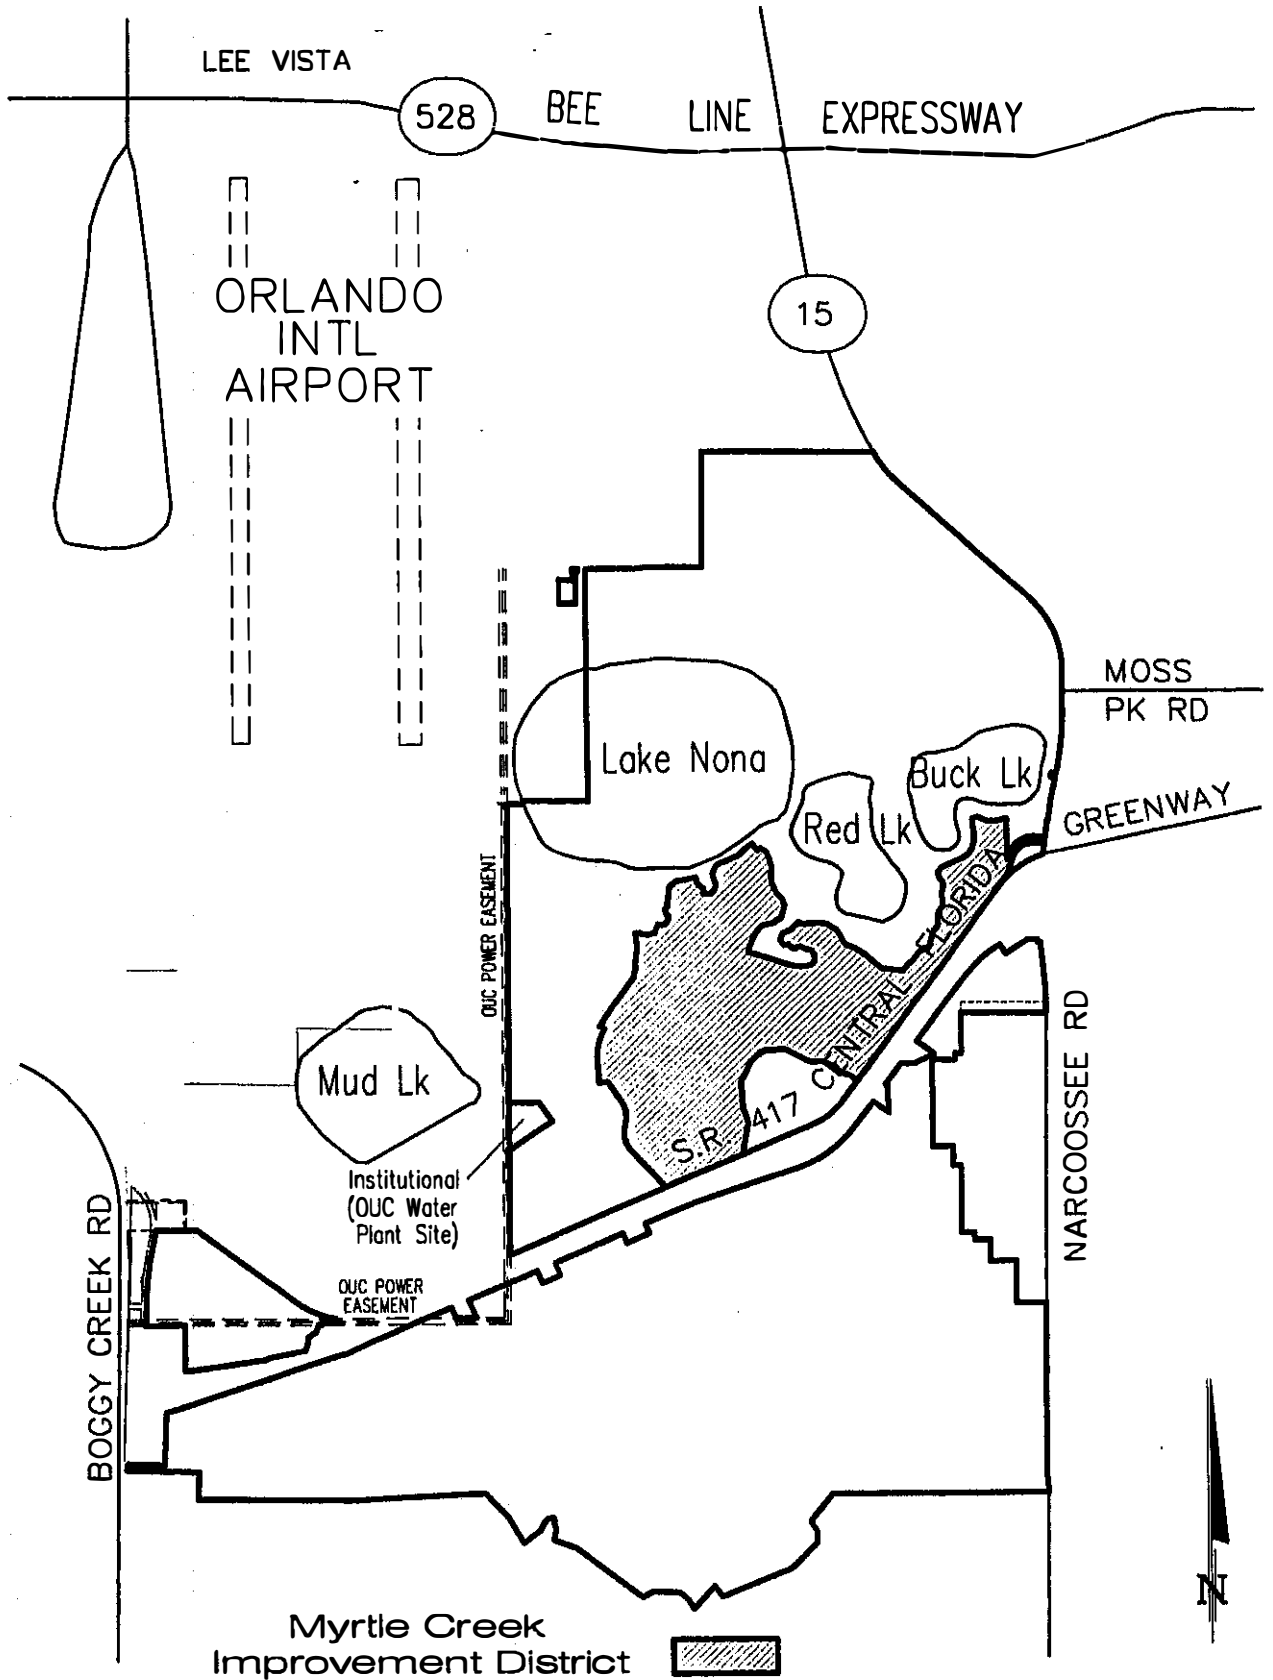 LEE VISTA
528
BEE LINE EXPRESSWAY
ORLANDO
INTL
AIRPORT
15
MOSS
PK RD
Lake Nona
Buck Lk
Red Lk
GREENWAY
OUC POWER EASEMENT
S.R. 417 CENTRAL FLORIDA
Mud Lk
NARCOOSSEE RD
Institutional
(OUC Water
Plant Site)
OUC POWER
EASEMENT
BOGGY CREEK RD
N
Myrtle Creek
Improvement District